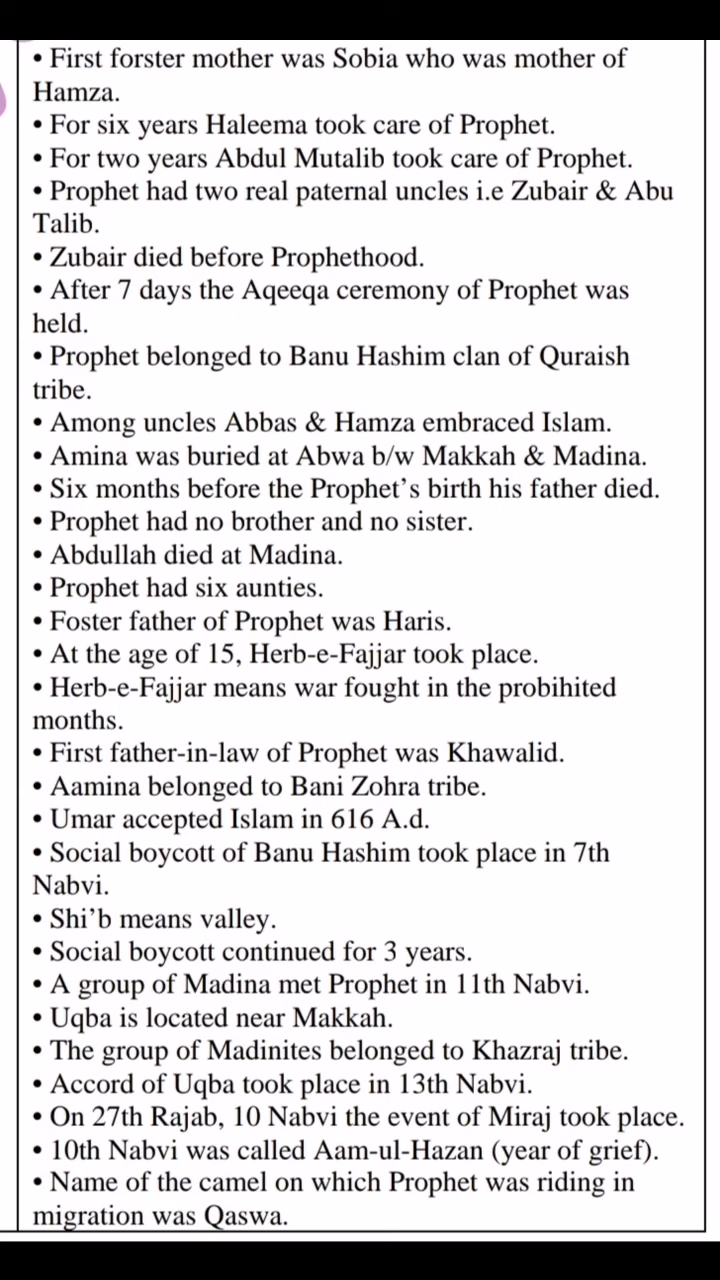 • First forster mother was Sobia who was mother of
Hamza.
• For six years Haleema took care of Prophet.
• For two years Abdul Mutalib took care of Prophet.
• Prophet had two real paternal uncles i.e Zubair & Abu
Talib.
• Zubair died before Prophethood.
• After 7 days the Aqeeqa ceremony of Prophet was
held.
• Prophet belonged to Banu Hashim clan of Quraish
tribe.
• Among uncles Abbas & Hamza embraced Islam.
• Amina was buried at Abwa b/w Makkah & Madina.
• Six months before the Prophet’s birth his father died.
• Prophet had no brother and no sister.
• Abdullah died at Madina.
• Prophet had six aunties.
• Foster father of Prophet was Haris.
• At the age of 15, Herb-e-Fajjar took place.
• Herb-e-Fajjar means war fought in the probihited
months.
• First father-in-law of Prophet was Khawalid.
• Aamina belonged to Bani Zohra tribe.
• Umar accepted Islam in 616 A.d.
• Social boycott of Banu Hashim took place in 7th
Nabvi.
• Shi’b means valley.
• Social boycott continued for 3 years.
• A group of Madina met Prophet in 11th Nabvi.
• Uqba is located near Makkah.
• The group of Madinites belonged to Khazraj tribe.
• Accord of Uqba took place in 13th Nabvi.
• On 27th Rajab, 10 Nabvi the event of Miraj took place.
• 10th Nabvi was called Aam-ul-Hazan (year of grief).
• Name of the camel on which Prophet was riding in
migration was Qaswa.